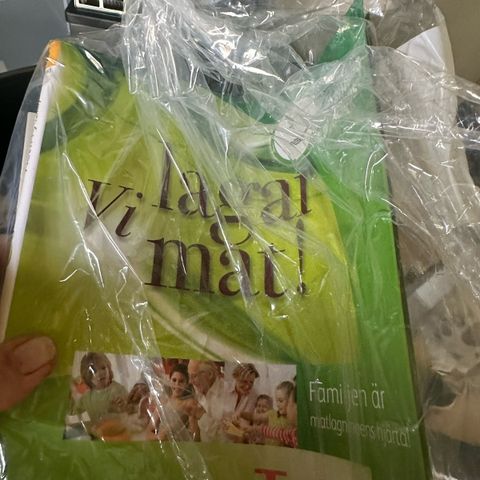 Vi lagar
mat!
Familjen är
matlagningens hjärta!